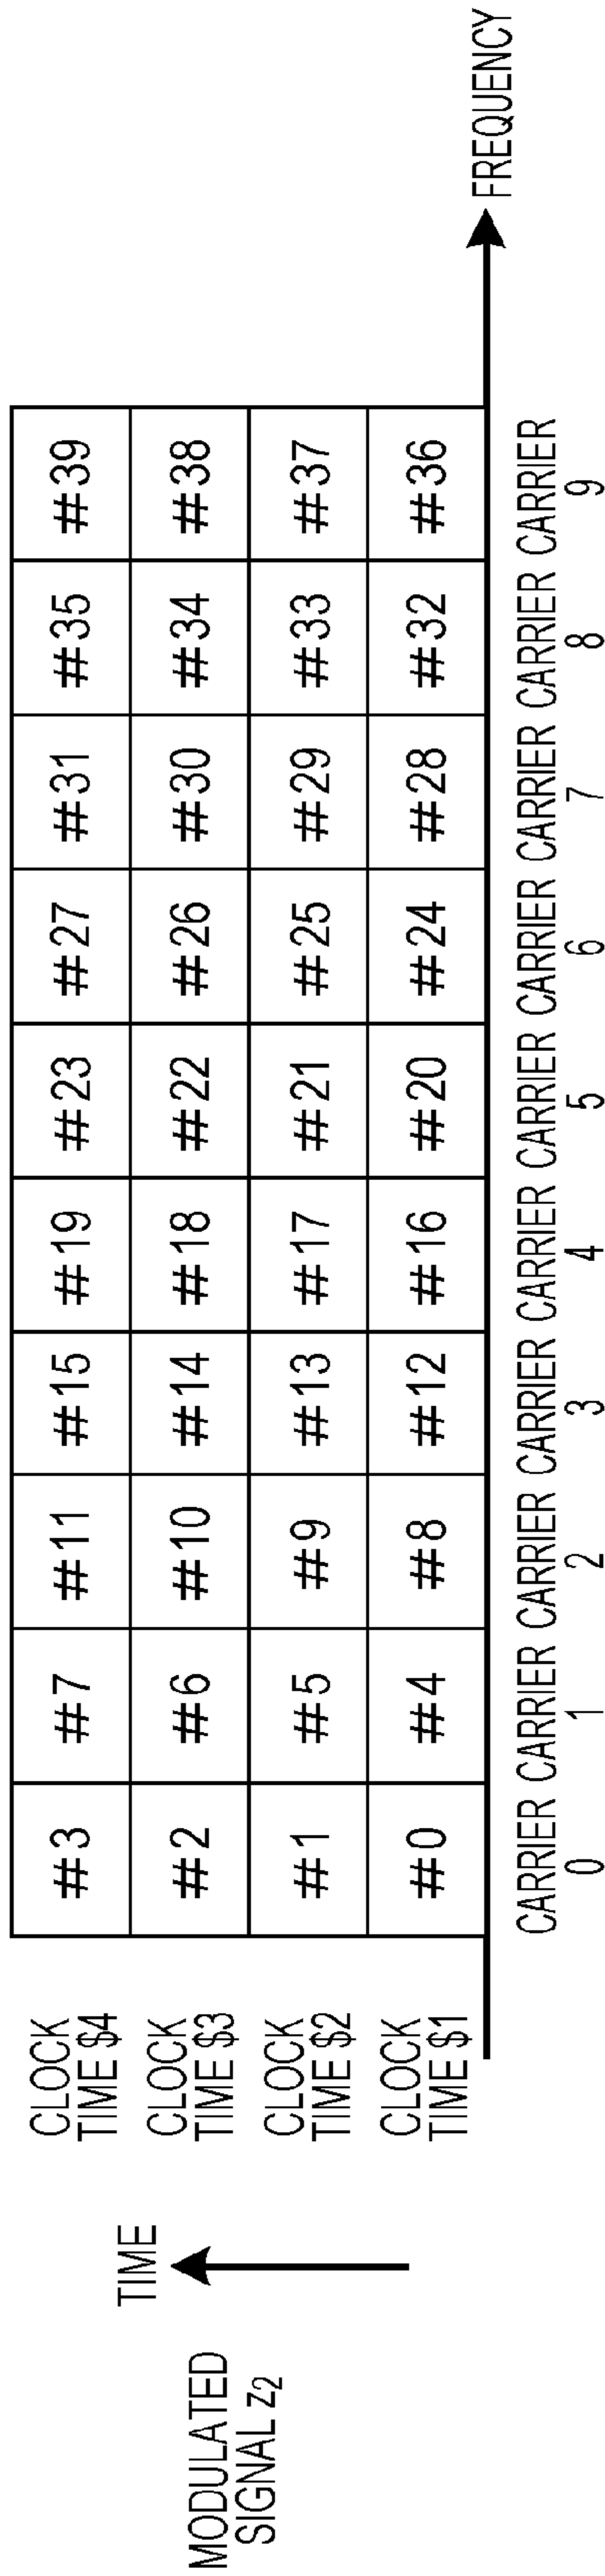 MODULATED
SIGNAL z2
TIME
CLOCK
TIME $4
#3 #7 #11 #15 #19 #23 #27 #31 #35 #39
CLOCK
TIME $3
#2 #6 #10 #14 #18 #22 #26 #30 #34 #38
CLOCK
TIME $2
#1 #5 #9 #13 #17 #21 #25 #29 #33 #37
CLOCK
TIME $1
#0 #4 #8 #12 #16 #20 #24 #28 #32 #36
FREQUENCY
CARRIER CARRIER CARRIER CARRIER CARRIER CARRIER CARRIER CARRIER CARRIER CARRIER
0 1 2 3 4 5 6 7 8 9